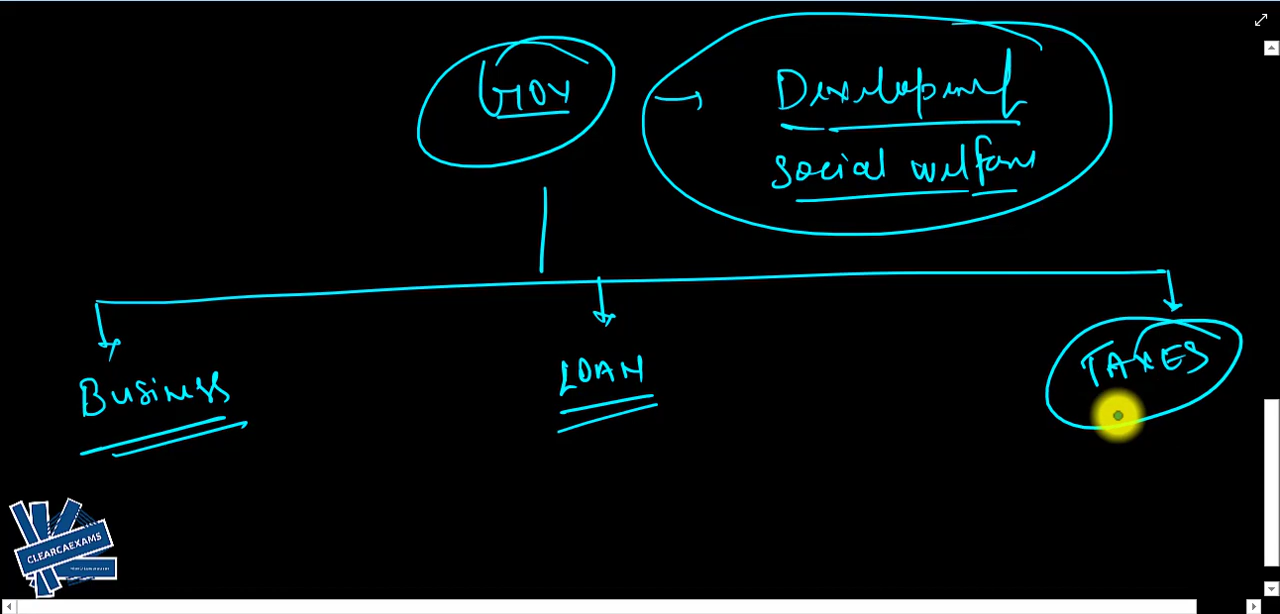 Gov
→ Development
social welfare
Business
LOAN
TAXES
CLEARCAEXAMS